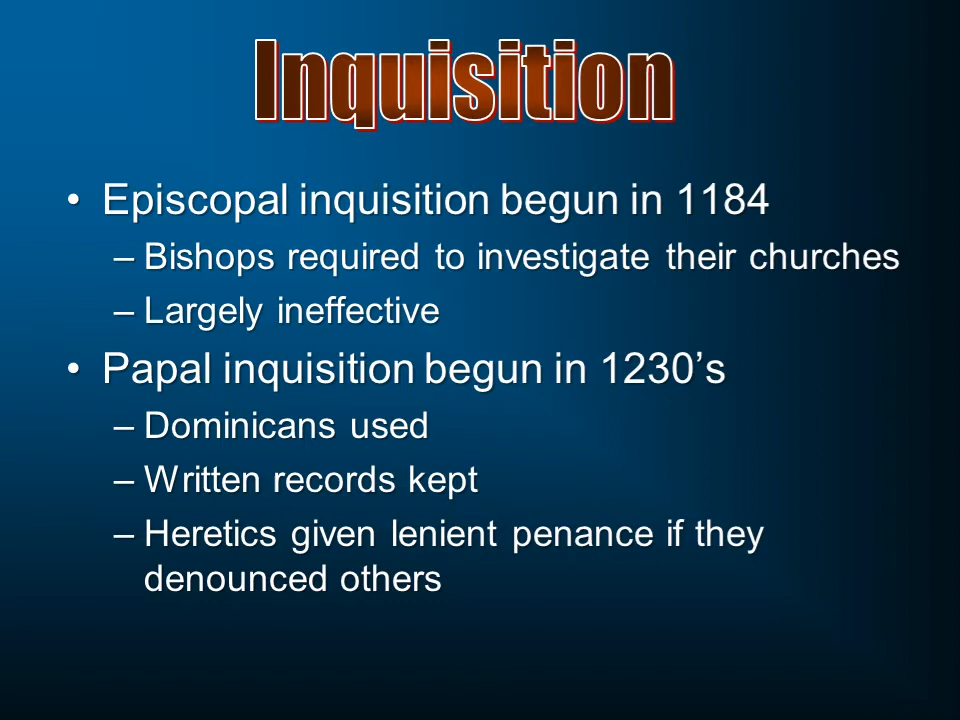 Inquisition
• Episcopal inquisition begun in 1184
– Bishops required to investigate their churches
– Largely ineffective
• Papal inquisition begun in 1230’s
– Dominicans used
– Written records kept
– Heretics given lenient penance if they
denounced others